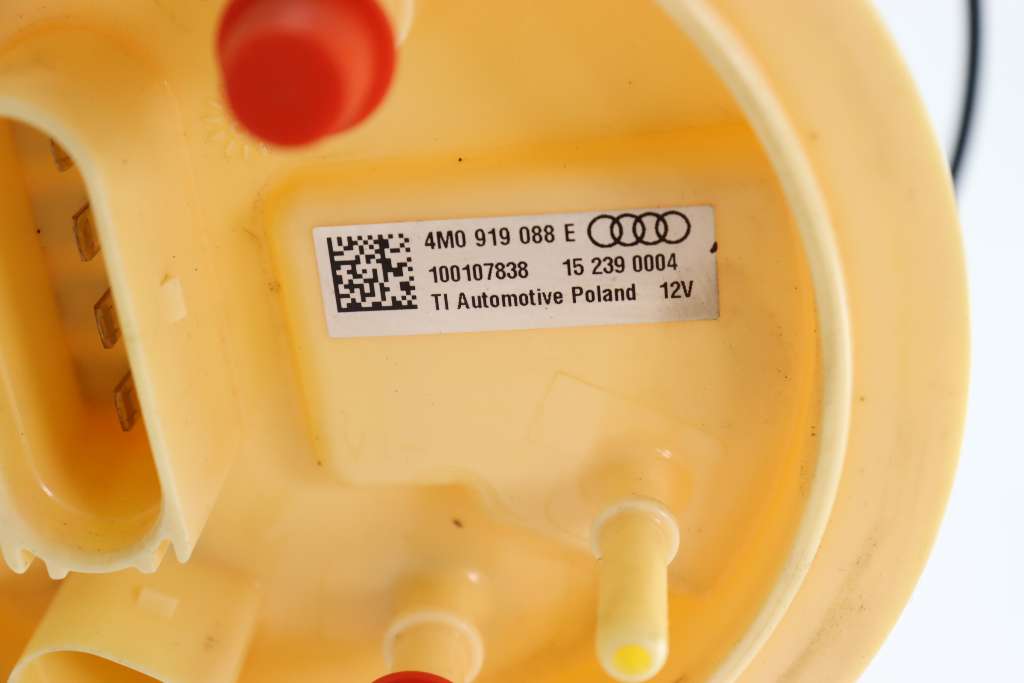 4M0 919 088 E
100107838 15 239 0004
TI Automotive Poland 12V